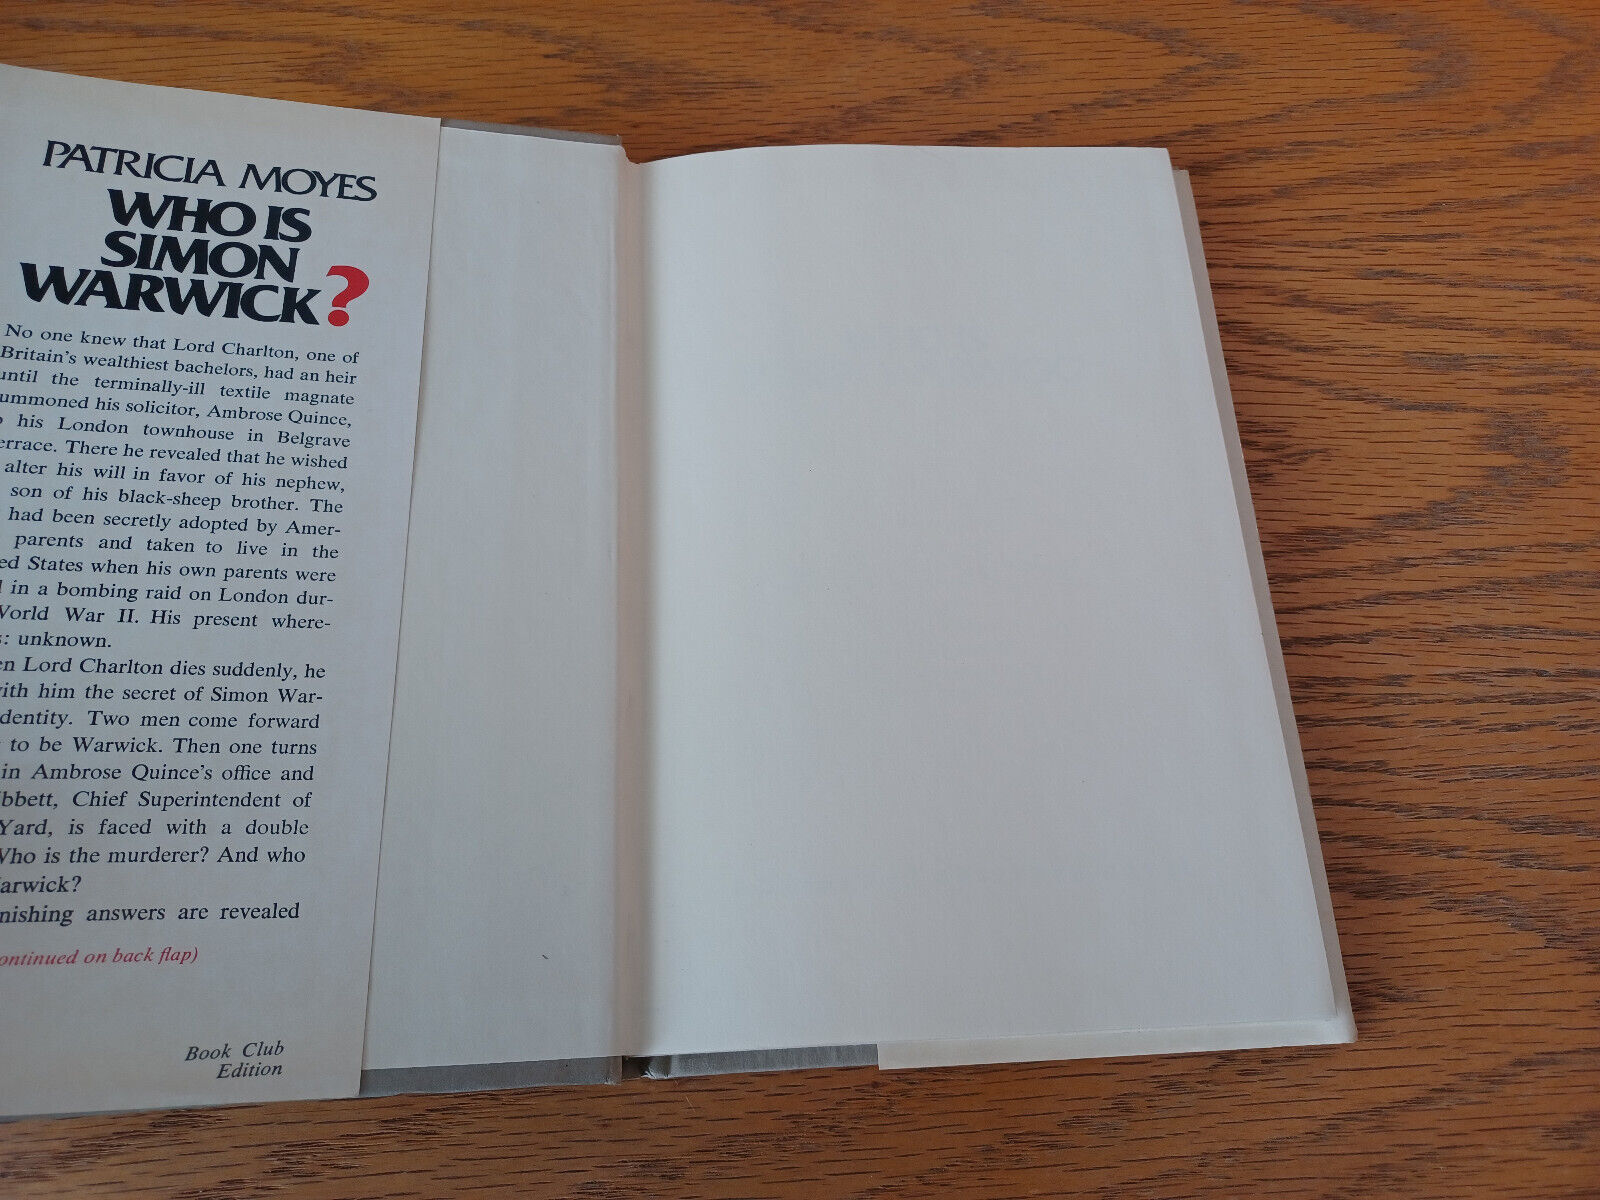 PATRICIA MOYES
WHO IS
SIMON
WARWICK?
No one knew that Lord Charlton, one of
Britain's wealthiest bachelors, had an heir
until the terminally-ill textile magnate
ummoned his solicitor, Ambrose Quince,
his London townhouse in Belgrave
errace. There he revealed that he wished
alter his will in favor of his nephew,
son of his black-sheep brother. The
had been secretly adopted by Amer-
parents and taken to live in the
ed States when his own parents were
in a bombing raid on London dur-
World War II. His present where-
: unknown.
en Lord Charlton dies suddenly, he
with him the secret of Simon War-
dentity. Two men come forward
to be Warwick. Then one turns
in Ambrose Quince's office and
bbett, Chief Superintendent of
Yard, is faced with a double
Who is the murderer? And who
arwick?
nishing answers are revealed
ontinued on back flap)
Book Club
Edition